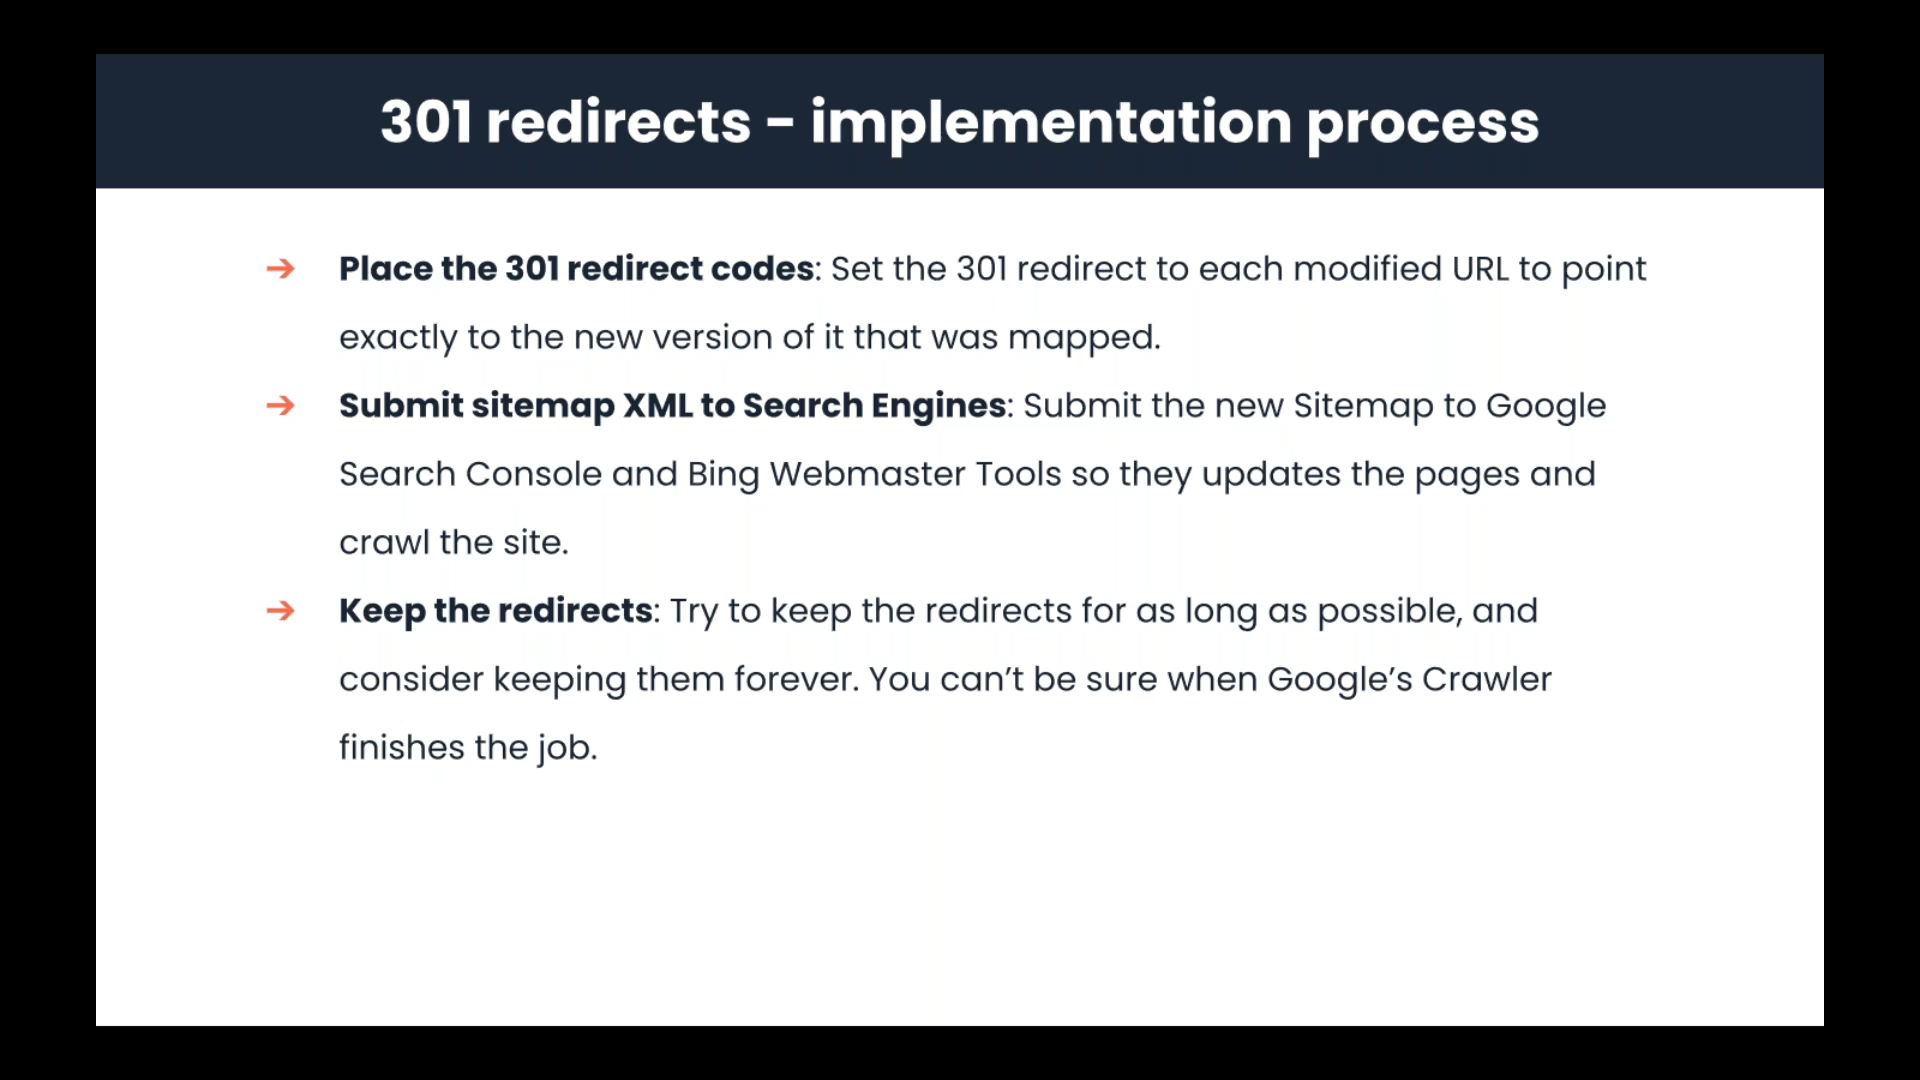 301 redirects - implementation process
➔ Place the 301 redirect codes: Set the 301 redirect to each modified URL to point
exactly to the new version of it that was mapped.
➔ Submit sitemap XML to Search Engines: Submit the new Sitemap to Google
Search Console and Bing Webmaster Tools so they updates the pages and
crawl the site.
➔ Keep the redirects: Try to keep the redirects for as long as possible, and
consider keeping them forever. You can’t be sure when Google’s Crawler
finishes the job.